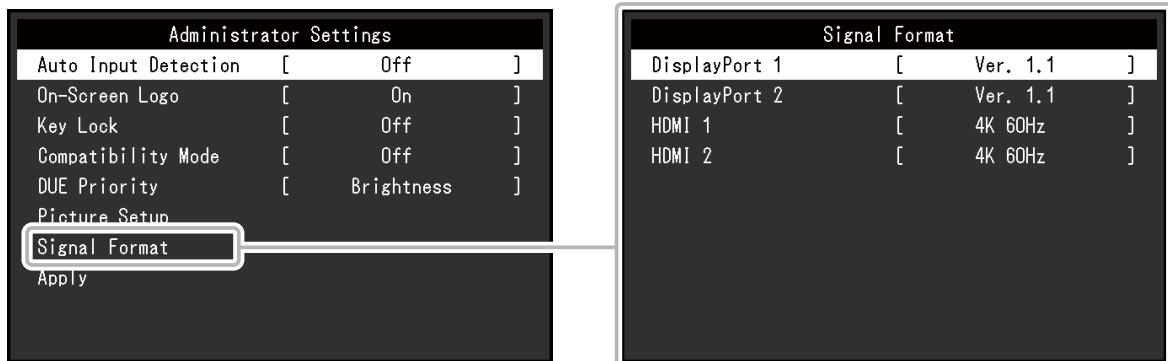 Administrator Settings
Auto Input Detection [ Off ]
On-Screen Logo [ On ]
Key Lock [ Off ]
Compatibility Mode [ Off ]
DUE Priority [ Brightness ]
Picture Setup
Signal Format
Apply
Signal Format
DisplayPort 1 [ Ver. 1.1 ]
DisplayPort 2 [ Ver. 1.1 ]
HDMI 1 [ 4K 60Hz ]
HDMI 2 [ 4K 60Hz ]